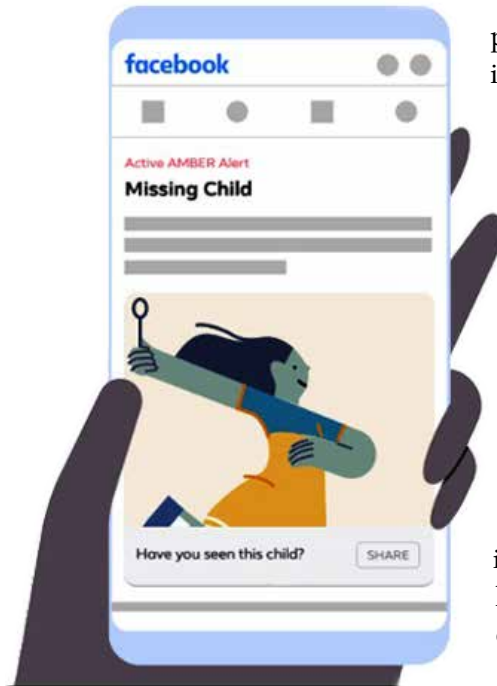 facebook
Active AMBER Alert
Missing Child
Have you seen this child?
SHARE